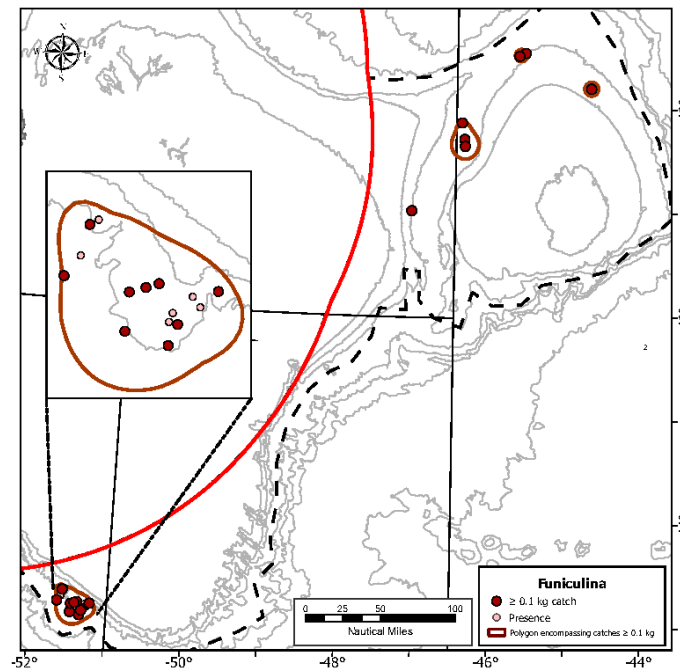 N
W
E
S
2
Funiculina
≥ 0.1 kg catch
Presence
Polygon encompassing catches ≥ 0.1 kg
0 25 50 100
Nautical Miles
-52° -50° -48° -46° -44°